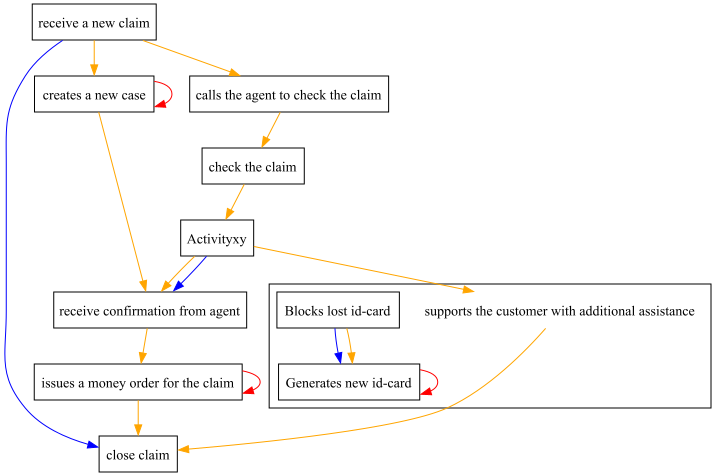 receive a new claim
creates a new case
calls the agent to check the claim
check the claim
Activityxy
receive confirmation from agent
Blocks lost id-card
supports the customer with additional assistance
issues a money order for the claim
Generates new id-card
close claim